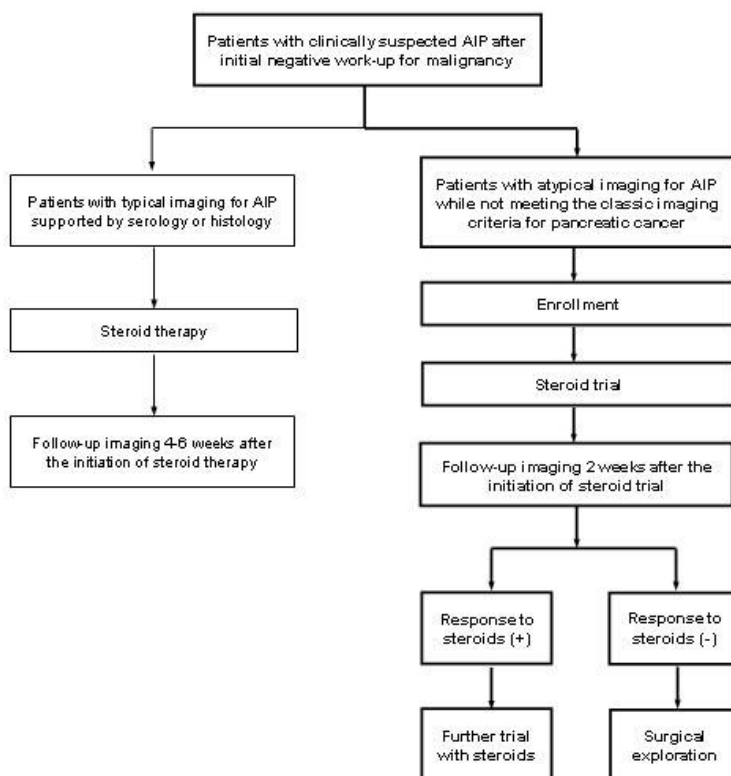 Patients with clinically suspected AIP after
initial negative work-up for malignancy
Patients with typical imaging for AIP
supported by serology or histology
Patients with atypical imaging for AIP
while not meeting the classic imaging
criteria for pancreatic cancer
Enrollment
Steroid therapy
Steroid trial
Follow-up imaging 4-6 weeks after
the initiation of steroid therapy
Follow-up imaging 2 weeks after the
initiation of steroid trial
Response to
steroids (+)
Response to
steroids (-)
Further trial
with steroids
Surgical
exploration